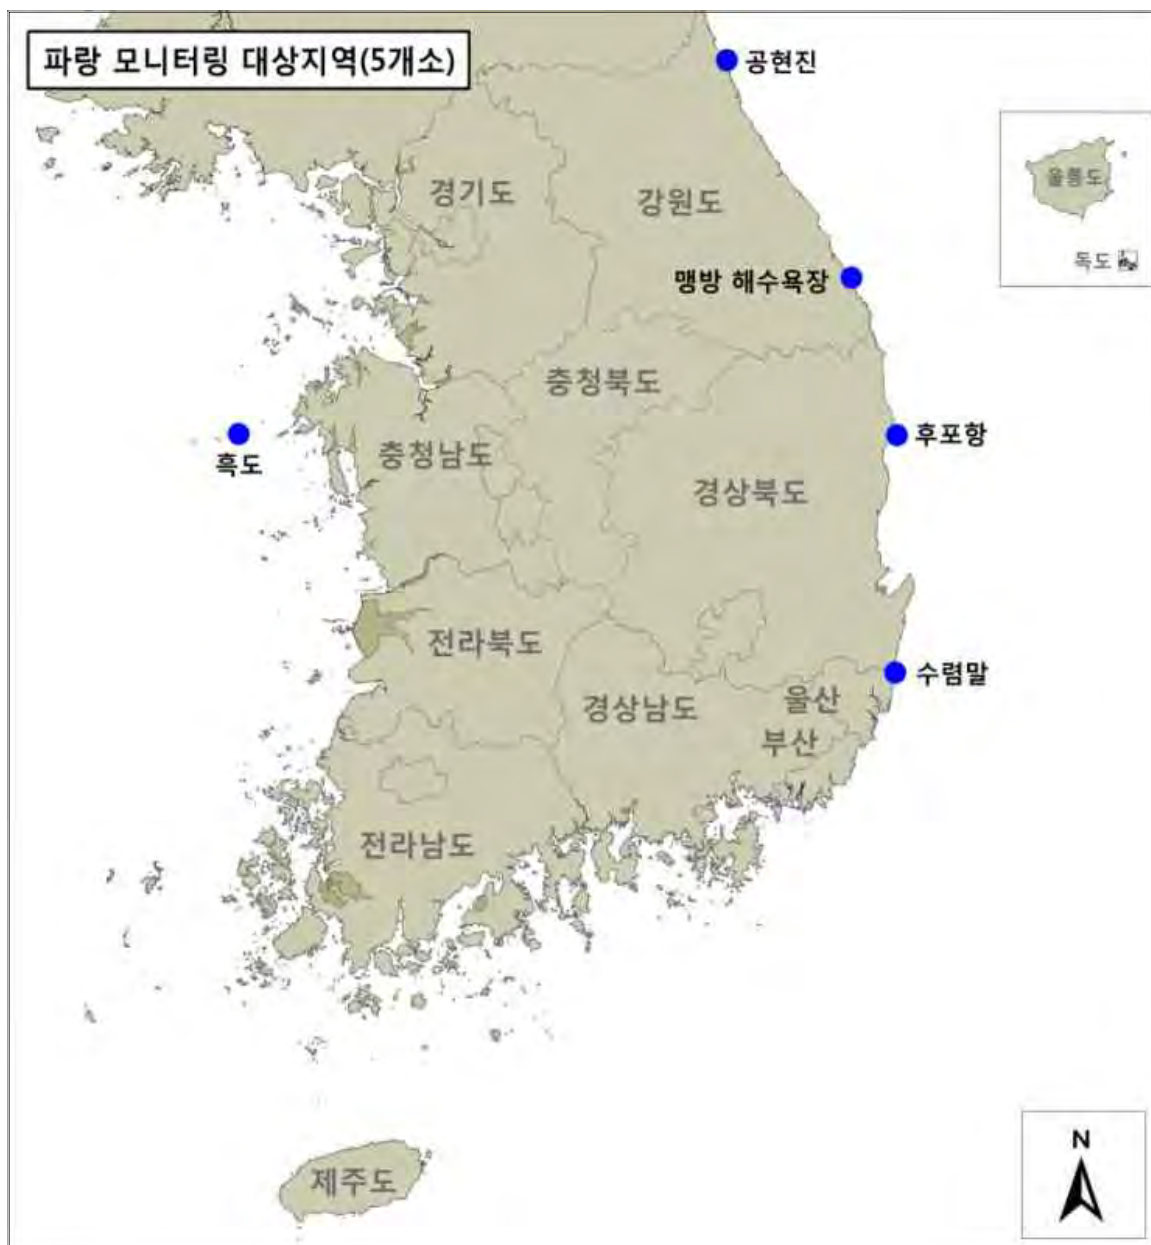 파랑 모니터링 대상지역(5개소)
공현진
경기도
강원도
울릉도
독도
맹방 해수욕장
충청북도
흑도
충청남도
후포항
경상북도
전라북도
수렴말
경상남도
울산
부산
전라남도
제주도
N